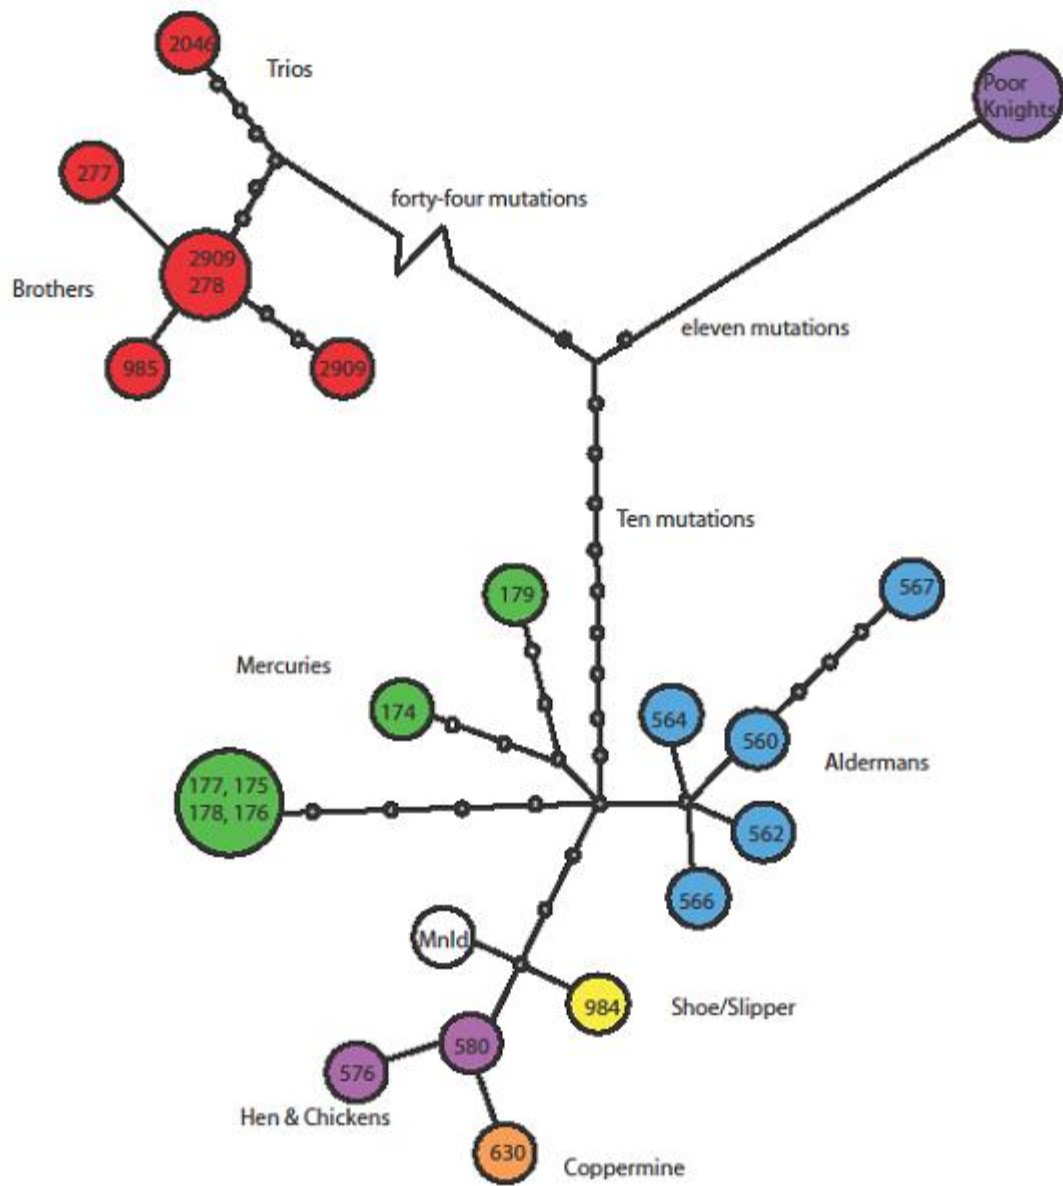 2046
Trios
Poor
Knights
277
forty-four mutations
2909
278
Brothers
eleven mutations
985
2909
Ten mutations
179
567
Mercuries
174
564
560
Aldermans
177, 175
178, 176
562
566
Mnld
984
Shoe/Slipper
580
576
Hen & Chickens
630
Coppermine